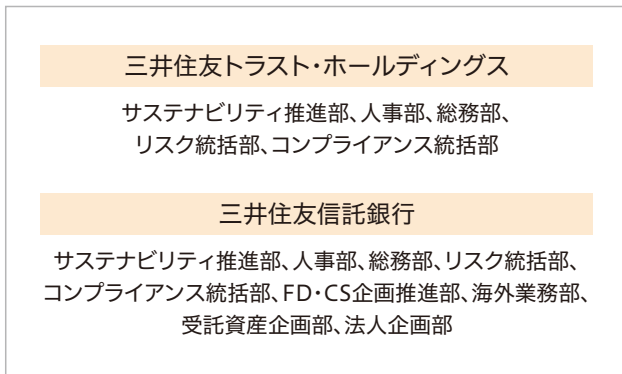 三井住友トラスト・ホールディングス
サステナビリティ推進部、人事部、総務部、
リスク統括部、コンプライアンス統括部
三井住友信託銀行
サステナビリティ推進部、人事部、総務部、リスク統括部、
コンプライアンス統括部、FD・CS企画推進部、海外業務部、
受託資産企画部、法人企画部